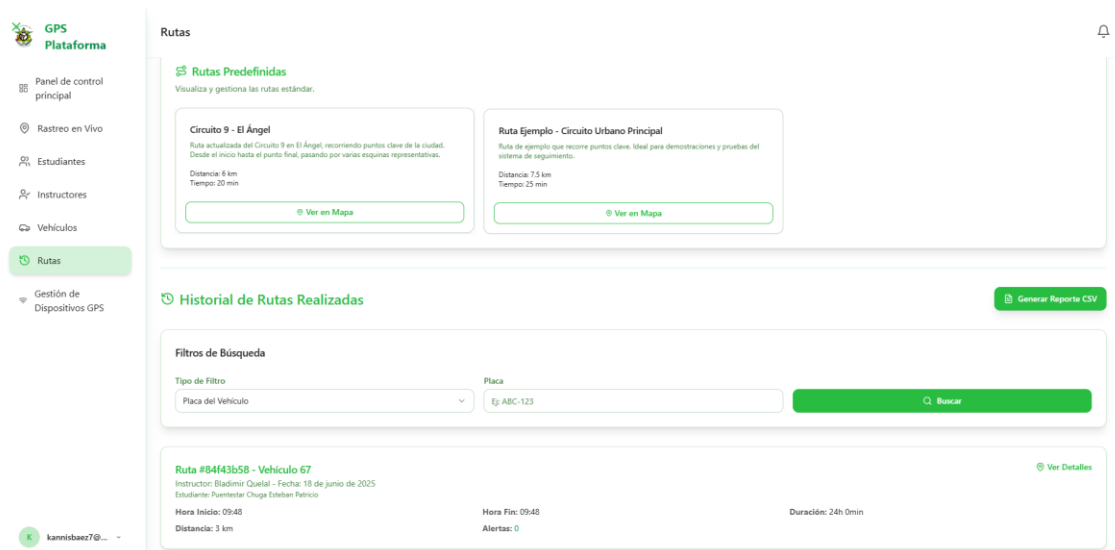 GPS
Plataforma
Panel de control
principal
Rastreo en Vivo
Estudiantes
Instructores
Vehículos
Rutas
Gestión de
Dispositivos GPS
K kannisbaez7@...
Rutas
Rutas Predefinidas
Visualiza y gestiona las rutas estándar.
Circuito 9 - El Ángel
Ruta actualizada del Circuito 9 en El Ángel, recorriendo puntos clave de la ciudad.
Desde el inicio hasta el punto final, pasando por varias esquinas representativas.
Distancia: 6 km
Tiempo: 20 min
Ver en Mapa
Ruta Ejemplo - Circuito Urbano Principal
Ruta de ejemplo que recorre puntos clave. Ideal para demostraciones y pruebas del
sistema de seguimiento.
Distancia: 7.5 km
Tiempo: 25 min
Ver en Mapa
Historial de Rutas Realizadas
Generar Reporte CSV
Filtros de Búsqueda
Tipo de Filtro
Placa del Vehículo
Placa
Ej: ABC-123
Buscar
Ruta #84f43b58 - Vehículo 67
Ver Detalles
Instructor: Bladimir Quelal - Fecha: 18 de junio de 2025
Estudiante: Puentestar Chuga Esteban Patricio
Hora Inicio: 09:48
Hora Fin: 09:48
Duración: 24h 0min
Distancia: 3 km
Alertas: 0